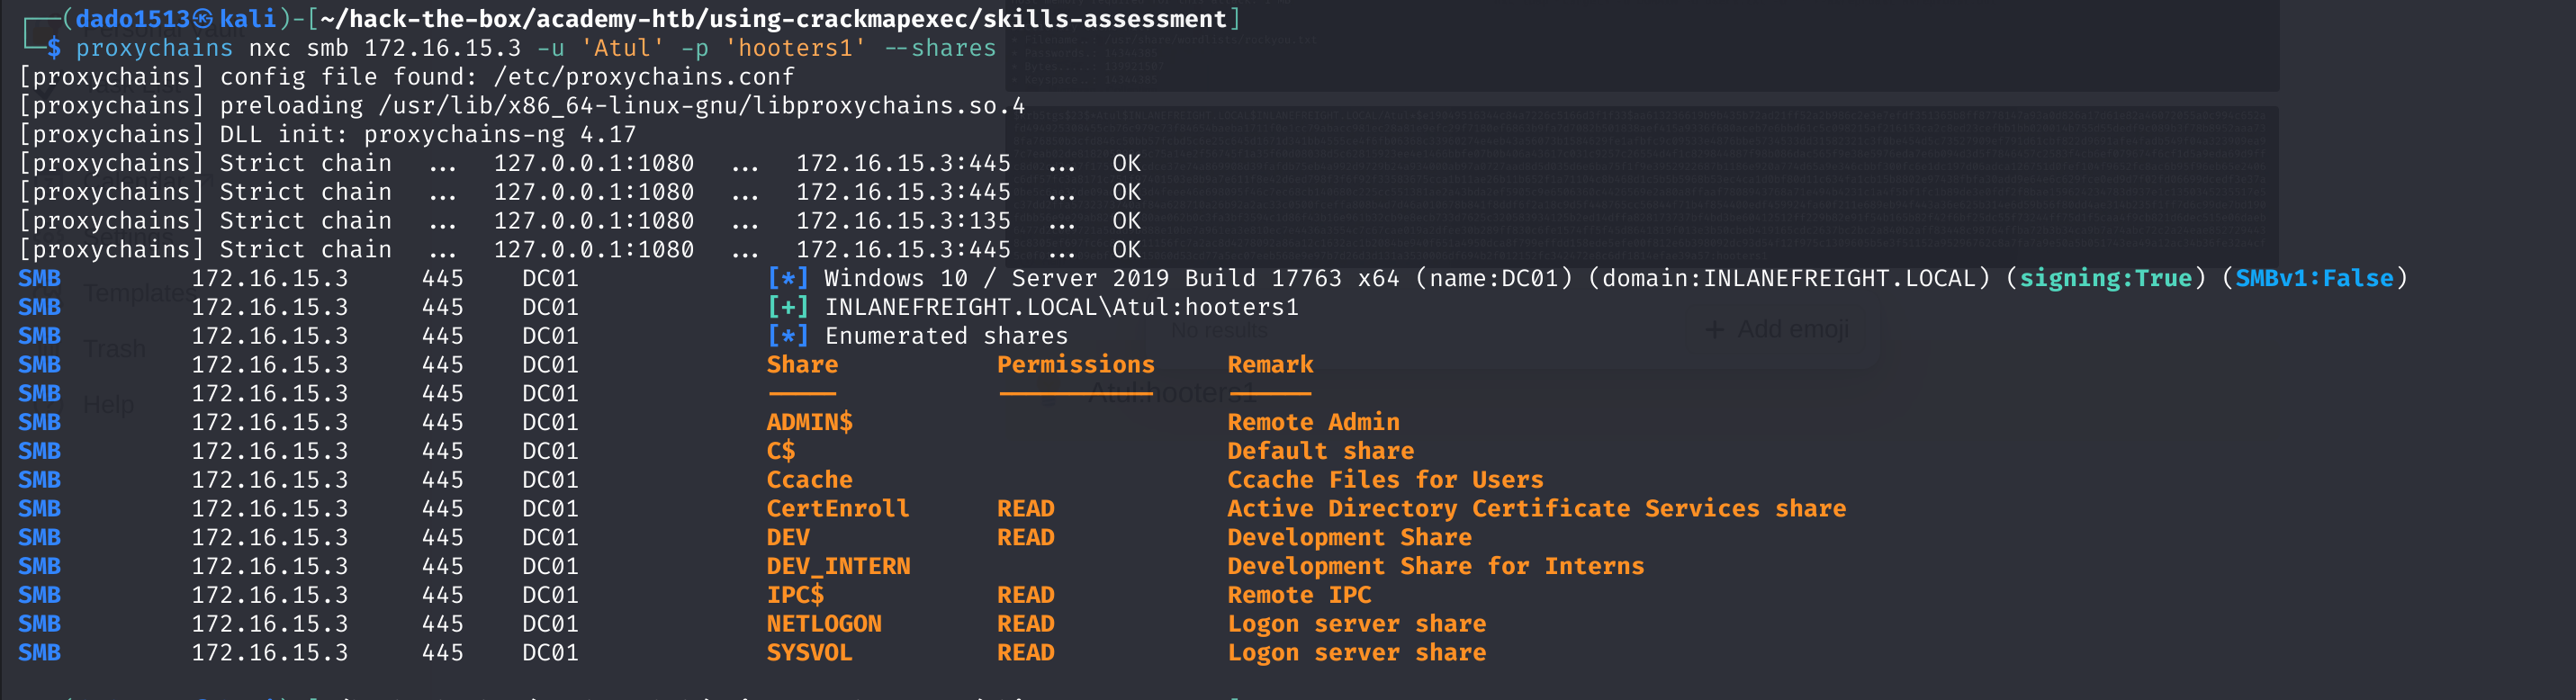 ┌──(dado1513㉿kali)-[~/hack-the-box/academy-htb/using-crackmapexec/skills-assessment]
└─$ proxychains nxc smb 172.16.15.3 -u 'Atul' -p 'hooters1' --shares
[proxychains] config file found: /etc/proxychains.conf
[proxychains] preloading /usr/lib/x86_64-linux-gnu/libproxychains.so.4
[proxychains] DLL init: proxychains-ng 4.17
[proxychains] Strict chain  ...  127.0.0.1:1080  ...  172.16.15.3:445  ...  OK
[proxychains] Strict chain  ...  127.0.0.1:1080  ...  172.16.15.3:445  ...  OK
[proxychains] Strict chain  ...  127.0.0.1:1080  ...  172.16.15.3:135  ...  OK
[proxychains] Strict chain  ...  127.0.0.1:1080  ...  172.16.15.3:445  ...  OK
SMB 172.16.15.3 445 DC01 [*] Windows 10 / Server 2019 Build 17763 x64 (name:DC01) (domain:INLANEFREIGHT.LOCAL) (signing:True) (SMBv1:False)
Templates
SMB 172.16.15.3 445 DC01 [+] INLANEFREIGHT.LOCAL\Atul:hooters1
SMB 172.16.15.3 445 DC01 [*] Enumerated shares
No results + Add emoji
Trash
SMB 172.16.15.3 445 DC01 Share Permissions Remark
SMB 172.16.15.3 445 DC01 ----- ----------- ------
Atul:hooters1
Help
SMB 172.16.15.3 445 DC01 ADMIN$ Remote Admin
SMB 172.16.15.3 445 DC01 C$ Default share
SMB 172.16.15.3 445 DC01 Ccache Ccache Files for Users
SMB 172.16.15.3 445 DC01 CertEnroll READ Active Directory Certificate Services share
SMB 172.16.15.3 445 DC01 DEV READ Development Share
SMB 172.16.15.3 445 DC01 DEV_INTERN Development Share for Interns
SMB 172.16.15.3 445 DC01 IPC$ READ Remote IPC
SMB 172.16.15.3 445 DC01 NETLOGON READ Logon server share
SMB 172.16.15.3 445 DC01 SYSVOL READ Logon server share